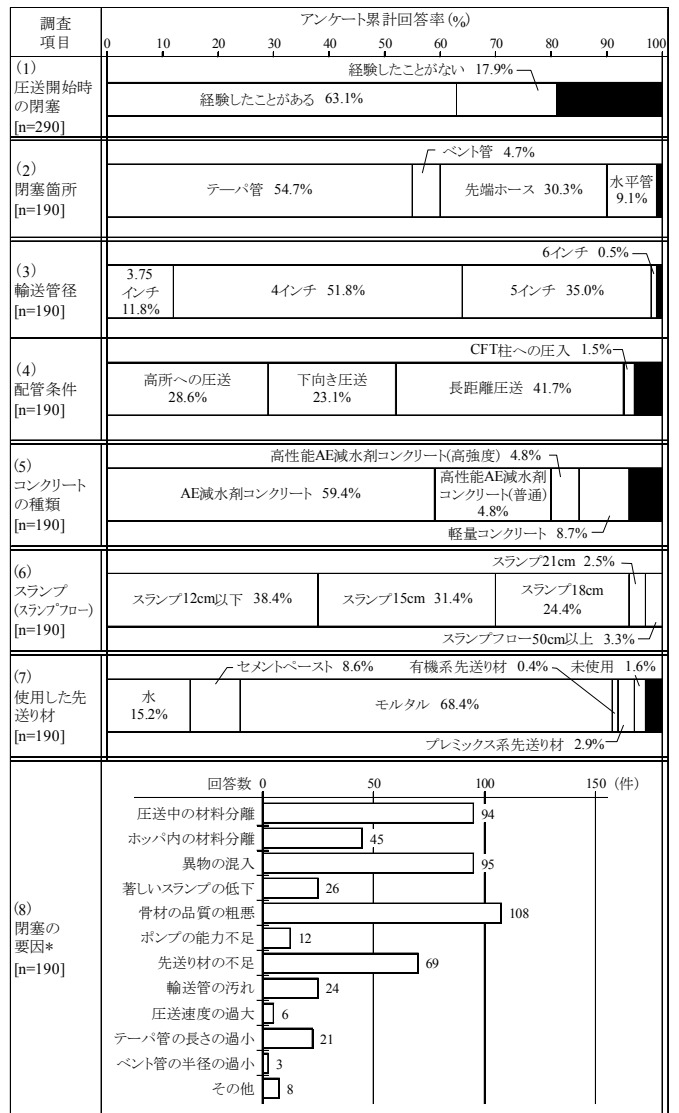 調査
項目
アンケート累計回答率(%)
0 10 20 30 40 50 60 70 80 90 100
(1)
圧送開始時
の閉塞
[n=290]
経験したことがない 17.9%
経験したことがある 63.1%
(2)
閉塞箇所
[n=190]
ベント管 4.7%
テーパ管 54.7%
先端ホース 30.3%
水平管
9.1%
(3)
輸送管径
[n=190]
6インチ 0.5%
3.75
インチ
11.8%
4インチ 51.8%
5インチ 35.0%
(4)
配管条件
[n=190]
CFT柱への圧入 1.5%
高所への圧送
28.6%
下向き圧送
23.1%
長距離圧送 41.7%
(5)
コンクリート
の種類
[n=190]
高性能AE減水剤コンクリート(高強度) 4.8%
AE減水剤コンクリート 59.4%
高性能AE減水剤
コンクリート(普通)
4.8%
軽量コンクリート 8.7%
(6)
スランプ
(スランプフロー)
[n=190]
スランプ21cm 2.5%
スランプ12cm以下 38.4%
スランプ15cm 31.4%
スランプ18cm
24.4%
スランプフロー50cm以上 3.3%
(7)
使用した先
送り材
[n=190]
セメントペースト 8.6%
有機系先送り材 0.4%
未使用 1.6%
水
15.2%
モルタル 68.4%
プレミックス系先送り材 2.9%
(8)
閉塞の
要因*
[n=190]
回答数 0 50 100 150 (件)
圧送中の材料分離 94
ホッパ内の材料分離 45
異物の混入 95
著しいスランプの低下 26
骨材の品質の粗悪 108
ポンプの能力不足 12
先送り材の不足 69
輸送管の汚れ 24
圧送速度の過大 6
テーパ管の長さの過小 21
ベント管の半径の過小 3
その他 8